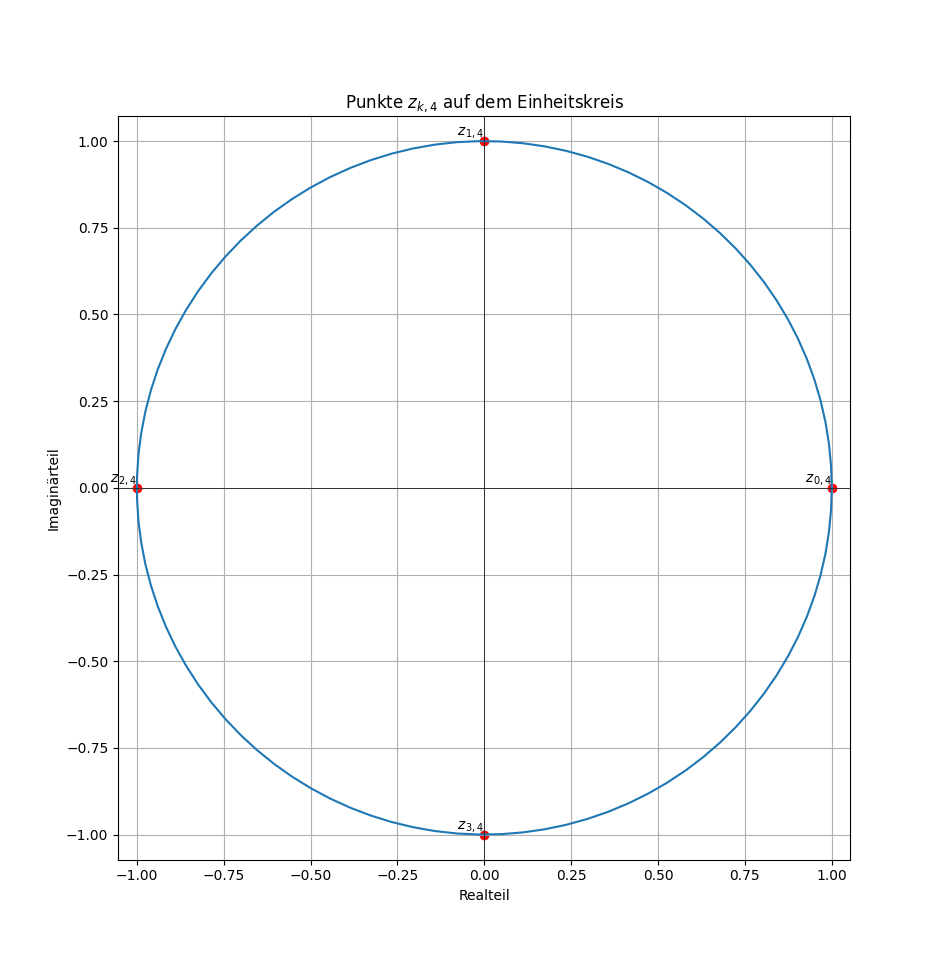 Punkte z_{k,4} auf dem Einheitskreis
z_{1,4}
1.00
0.75
0.50
0.25
z_{2,4}
z_{0,4}
0.00
Imaginärteil
−0.25
−0.50
−0.75
z_{3,4}
−1.00
−1.00 −0.75 −0.50 −0.25 0.00 0.25 0.50 0.75 1.00
Realteil